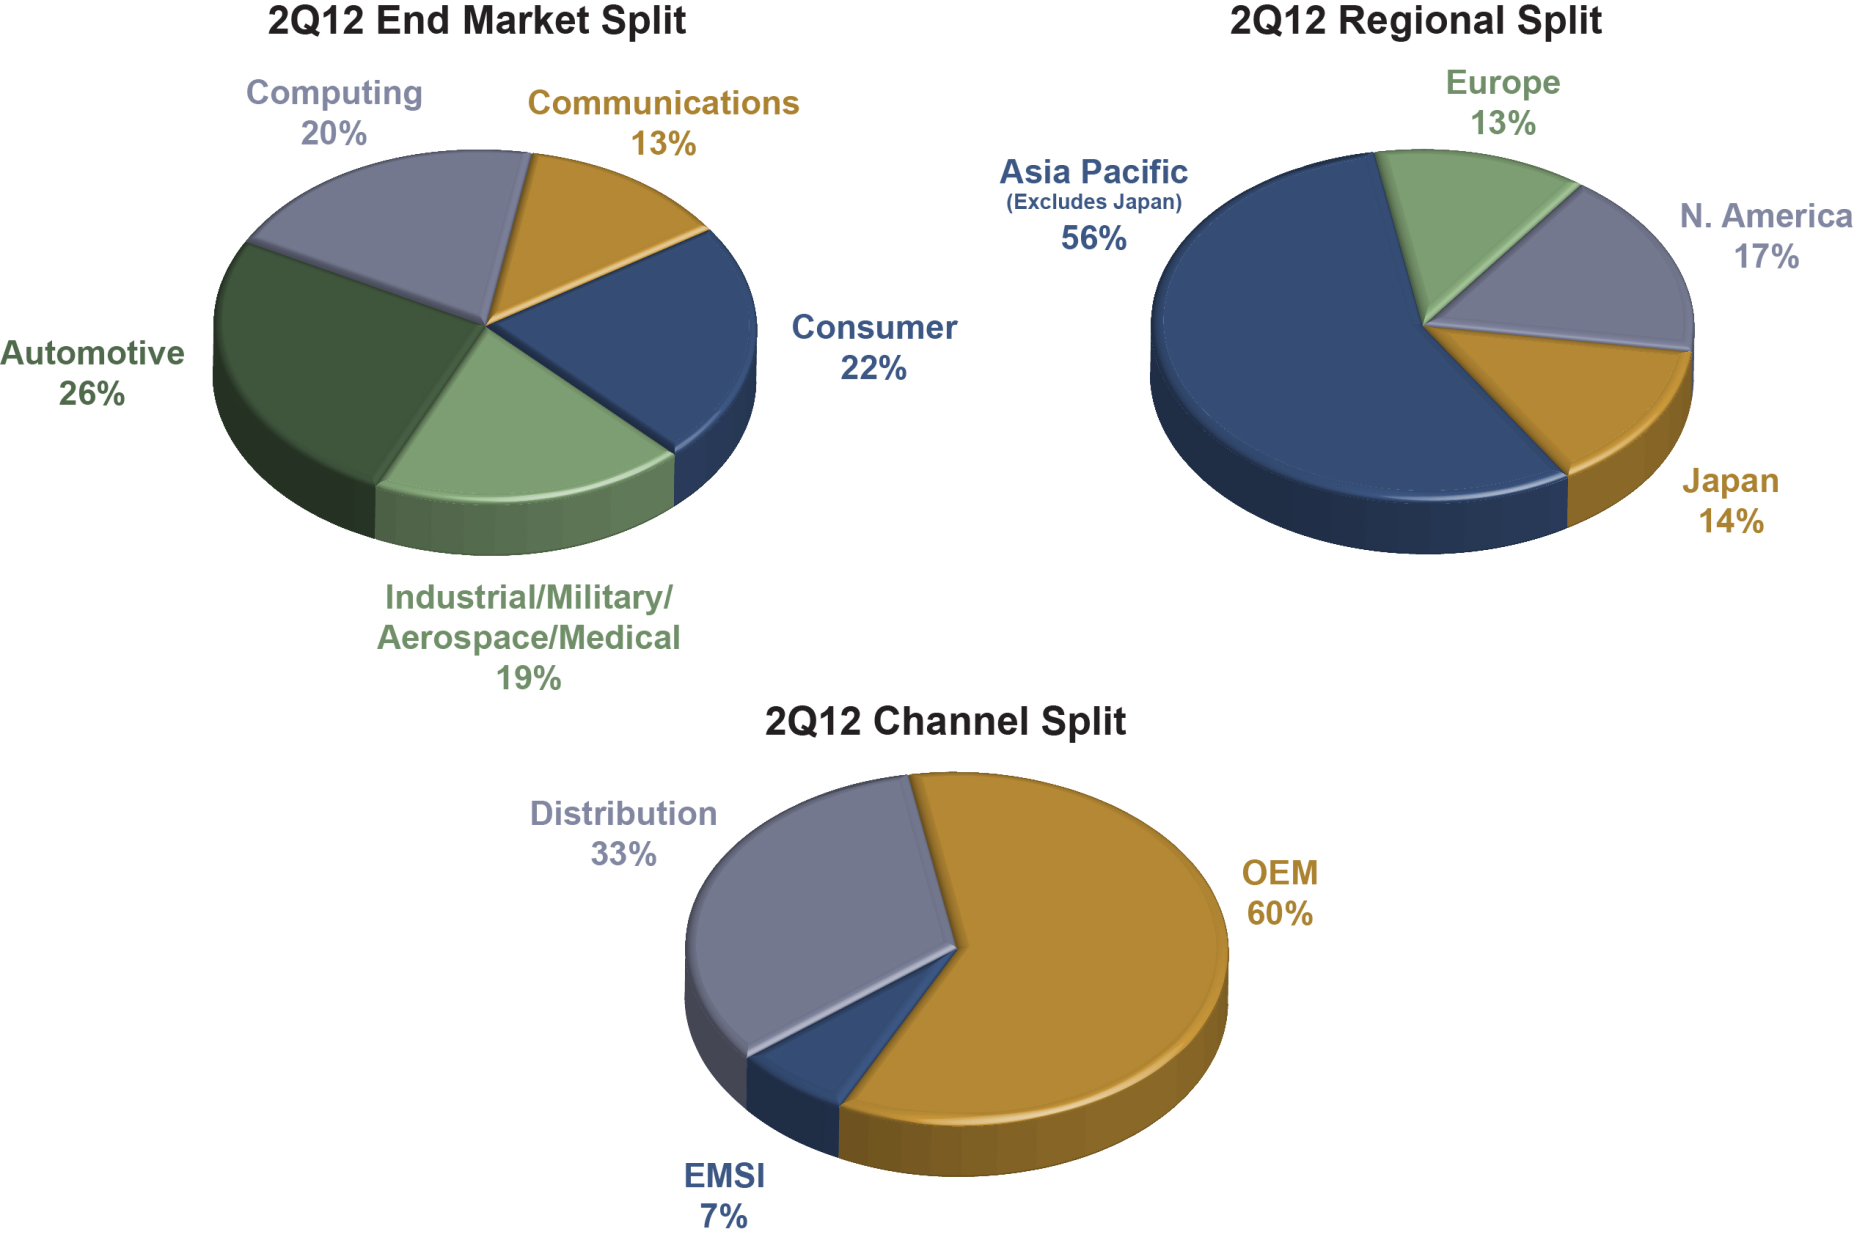 2Q12 End Market Split
Computing
20%
Communications
13%
Consumer
22%
Automotive
26%
Industrial/Military/
Aerospace/Medical
19%
2Q12 Regional Split
Europe
13%
Asia Pacific
(Excludes Japan)
56%
N. America
17%
Japan
14%
2Q12 Channel Split
Distribution
33%
OEM
60%
EMSI
7%